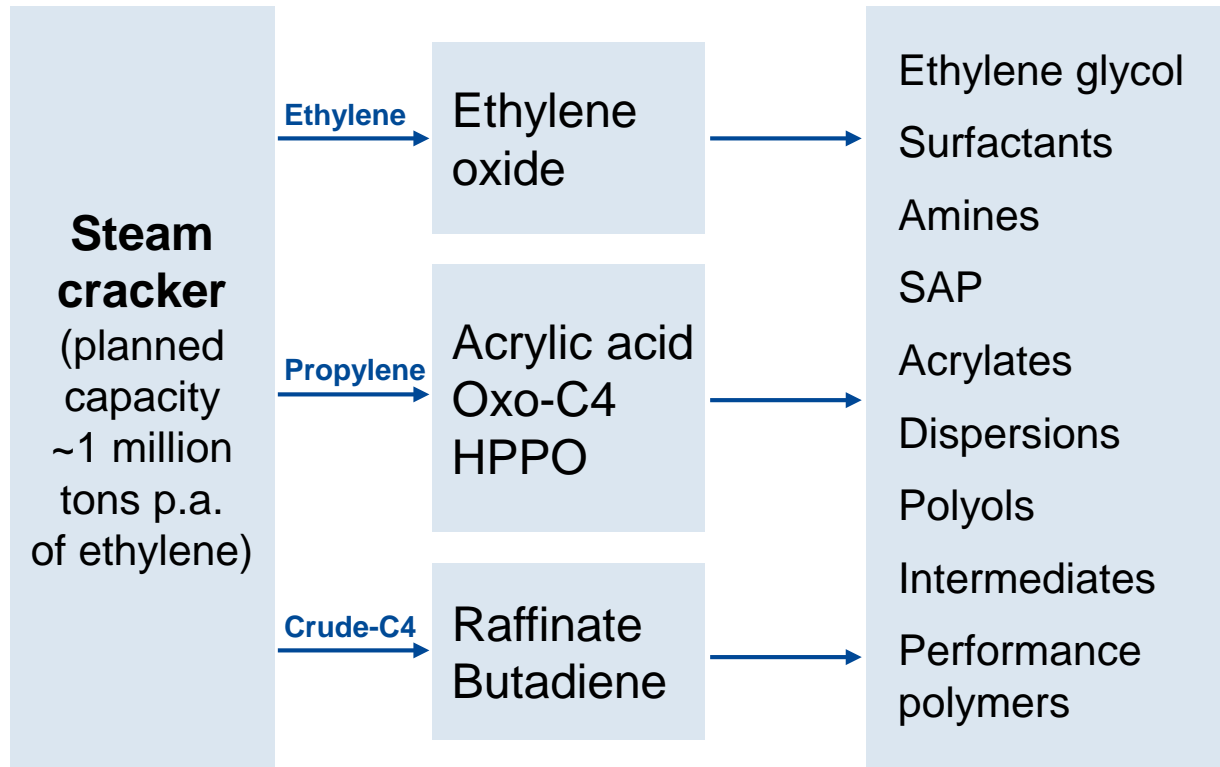 Steam
cracker
(planned
capacity
~1 million
tons p.a.
of ethylene)
Ethylene
Ethylene
oxide
Propylene
Acrylic acid
Oxo-C4
HPPO
Crude-C4
Raffinate
Butadiene
Ethylene glycol
Surfactants
Amines
SAP
Acrylates
Dispersions
Polyols
Intermediates
Performance
polymers